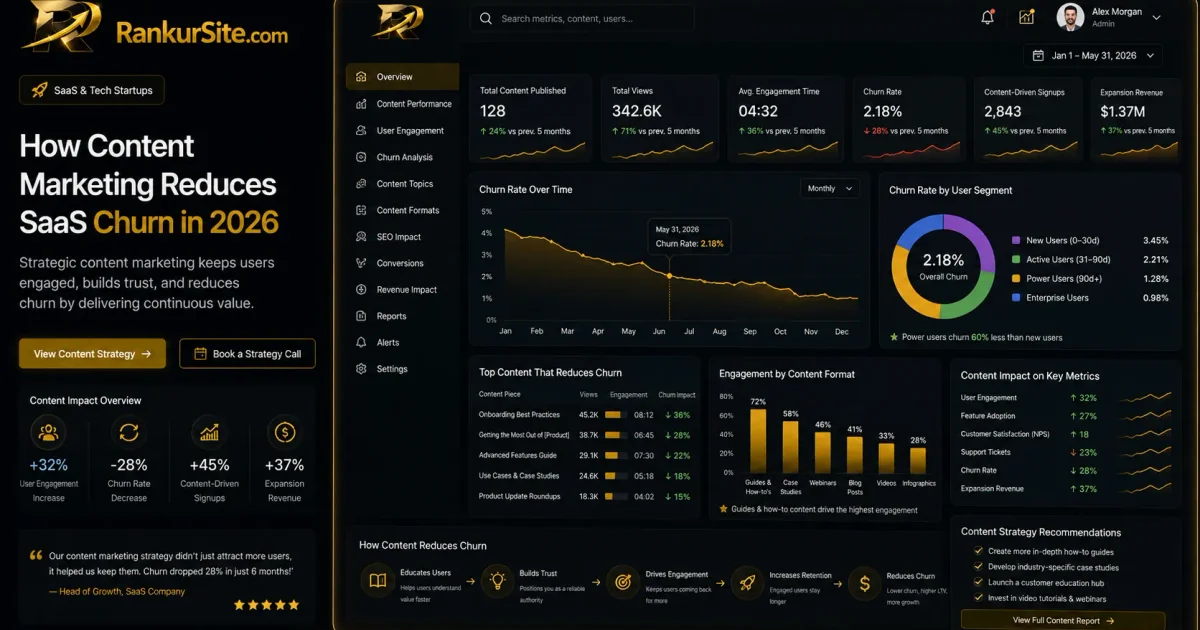 RankurSite.com
SaaS & Tech Startups
How Content
Marketing Reduces
SaaS Churn in 2026
Strategic content marketing keeps users
engaged, builds trust, and reduces
churn by delivering continuous value.
View Content Strategy →
Book a Strategy Call
Content Impact Overview
+32%
User Engagement
Increase
-28%
Churn Rate
Decrease
+45%
Content-Driven
Signups
+37%
Expansion
Revenue
“ Our content marketing strategy didn't just attract more users,
it helped us keep them. Churn dropped 28% in just 6 months!'
— Head of Growth, SaaS Company
Search metrics, content, users...
Alex Morgan
Admin
Jan 1 – May 31, 2026
Overview
Content Performance
User Engagement
Churn Analysis
Content Topics
Content Formats
SEO Impact
Conversions
Revenue Impact
Reports
Alerts
Settings
Total Content Published
128
↑ 24% vs prev. 5 months
Total Views
342.6K
↑ 71% vs prev. 5 months
Avg. Engagement Time
04:32
↑ 36% vs prev. 5 months
Churn Rate
2.18%
↓ 28% vs prev. 5 months
Content-Driven Signups
2,843
↑ 45% vs prev. 5 months
Expansion Revenue
$1.37M
↑ 37% vs prev. 5 months
Churn Rate Over Time
Monthly
5%
4%
3%
2%
1%
0%
May 31, 2026
Churn Rate: 2.18%
Jan Feb Mar Apr May Jun Jul Aug Sep Oct Nov Dec
Churn Rate by User Segment
2.18%
Overall Churn
New Users (0–30d) 3.45%
Active Users (31–90d) 2.21%
Power Users (90d+) 1.28%
Enterprise Users 0.98%
Power users churn 60% less than new users
Top Content That Reduces Churn
Content Piece Views Engagement Churn Impact
Onboarding Best Practices 45.2K 08:12 ↓ 36%
Getting the Most Out of [Product] 38.7K 06:45 ↓ 28%
Advanced Features Guide 29.1K 07:30 ↓ 22%
Use Cases & Case Studies 24.6K 05:18 ↓ 18%
Product Update Roundups 18.3K 04:02 ↓ 15%
Engagement by Content Format
80%
60%
40%
20%
0%
72%
58%
46%
41%
33%
28%
Guides & How-to's
Case Studies
Webinars
Blog Posts
Videos
Infographics
Guides & how-to content drive the highest engagement
Content Impact on Key Metrics
User Engagement ↑ 32%
Feature Adoption ↑ 27%
Customer Satisfaction (NPS) ↑ 18
Support Tickets ↓ 23%
Churn Rate ↓ 28%
Expansion Revenue ↑ 37%
How Content Reduces Churn
Educates Users
Helps users understand
value faster
→
Builds Trust
Positions you as a reliable
authority
→
Drives Engagement
Keeps users coming back
for more
→
Increases Retention
Engaged users stay
longer
→
Reduces Churn
Lower churn, higher LTV,
more growth
Content Strategy Recommendations
Create more in-depth how-to guides
Develop industry-specific case studies
Launch a customer education hub
Invest in video tutorials & webinars
View Full Content Report →